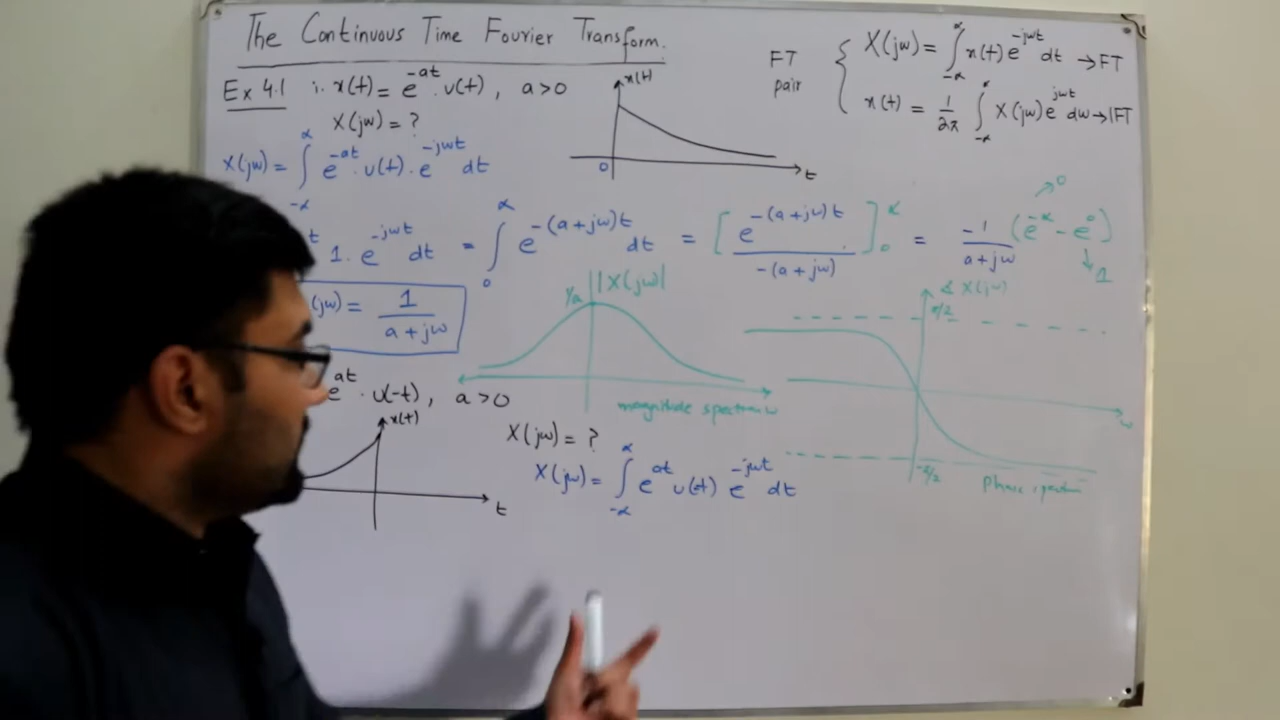 The Continuous Time Fourier Transform.
Ex 4.1 i. x(t) = e^{-at} . u(t) , a>0
X(jω) = ?
X(jω) = ∫_{-∝}^{∝} e^{-at} . u(t) . e^{-jωt} dt
t 1. e^{-jωt} dt = ∫_{0}^{∝} e^{-(a+jω)t} dt = [ e^{-(a+jω)t} / -(a+jω) ]_{0}^{∝} = -1/(a+jω) (e^{-∝} - e^{0})
0
1
(jω) = 1/(a+jω)
e^{at} . u(-t) , a>0
x(t)
0
t
FT pair
X(jω) = ∫_{-∝}^{∝} x(t) e^{-jωt} dt → FT
x(t) = 1/2π ∫_{-∝}^{∝} X(jω) e^{jωt} dω → IFT
|X(jω)|
1/a
magnitude spectrum ω
∡ X(jω)
π/2
-π/2
ω
Phase spectrum
x(t)
t
X(jω) = ?
X(jω) = ∫_{-∝}^{∝} e^{at} u(-t) e^{-jωt} dt